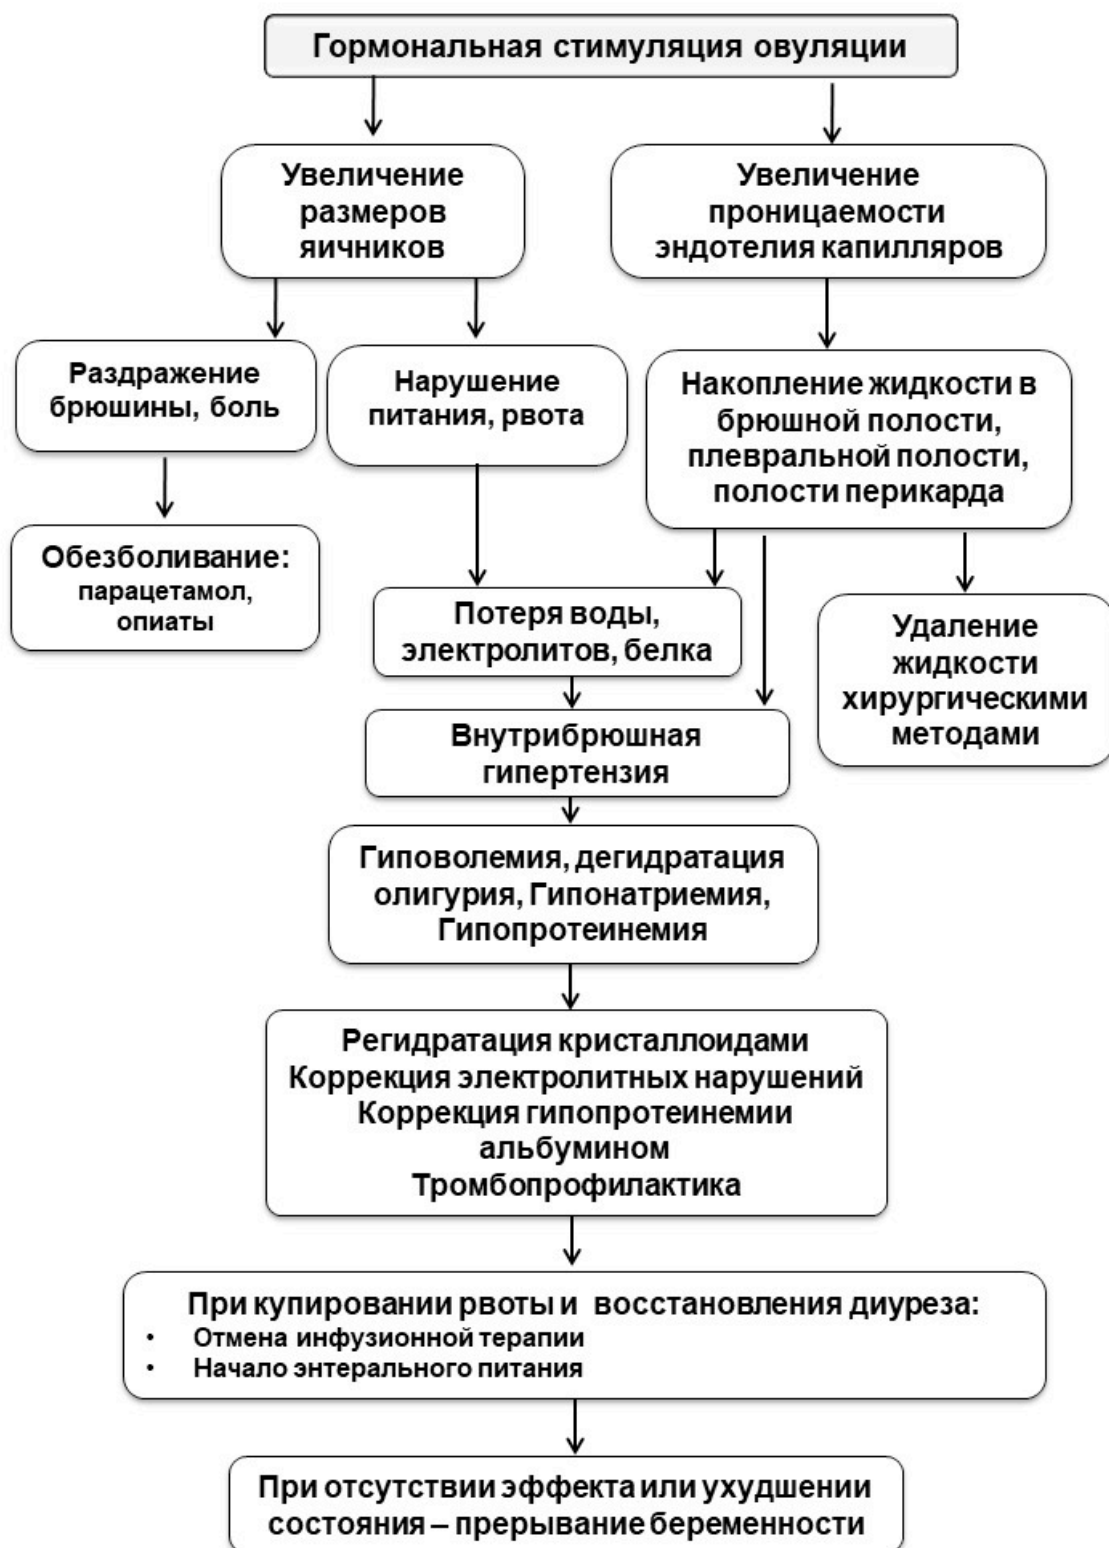 Гормональная стимуляция овуляции
Увеличение
размеров
яичников
Увеличение
проницаемости
эндотелия капилляров
Раздражение
брюшины, боль
Нарушение
питания, рвота
Накопление жидкости в
брюшной полости,
плевральной полости,
полости перикарда
Обезболивание:
парацетамол,
опиаты
Потеря воды,
электролитов, белка
Удаление
жидкости
хирургическими
методами
Внутрибрюшная
гипертензия
Гиповолемия, дегидратация
олигурия, Гипонатриемия,
Гипопротеинемия
Регидратация кристаллоидами
Коррекция электролитных нарушений
Коррекция гипопротеинемии
альбумином
Тромбопрофилактика
При купировании рвоты и восстановления диуреза:
• Отмена инфузионной терапии
• Начало энтерального питания
При отсутствии эффекта или ухудшении
состояния – прерывание беременности